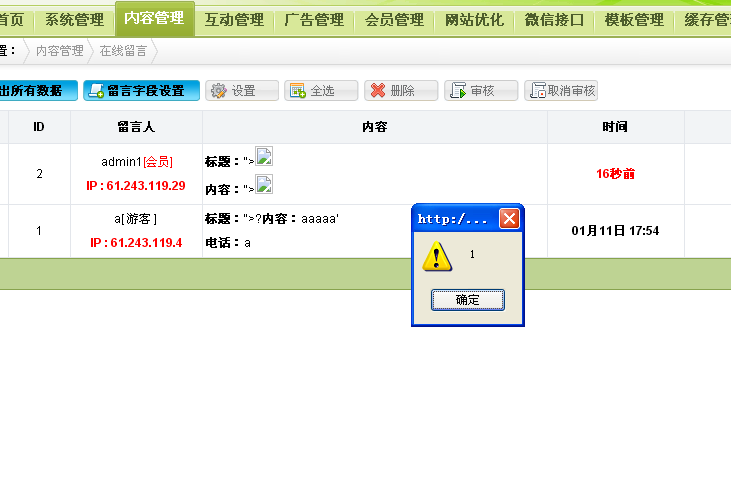 首页 系统管理 内容管理 互动管理 广告管理 会员管理 网站优化 微信接口 模板管理 缓存管
置： 内容管理 在线留言
出所有数据 留言字段设置 设置 全选 删除 审核 取消审核
ID 留言人 内容 时间
2 admin1[会员] 标题：">
16秒前
IP : 61.243.119.29 内容：">
1 a[游客 ] 标题：">?内容：aaaaa'
01月11日 17:54
IP : 61.243.119.4 电话：a
http:/...
1
确定